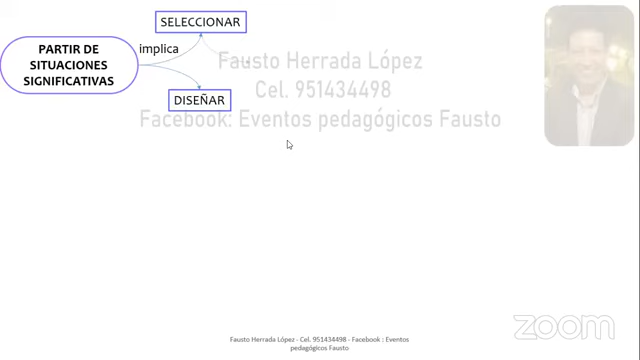 SELECCIONAR
PARTIR DE
SITUACIONES
SIGNIFICATIVAS
implica
DISEÑAR
Fausto Herrada López
Cel. 951434498
Facebook: Eventos pedagógicos Fausto
zoom
Fausto Herrada López - Cel. 951434498 - Facebook : Eventos
pedagógicos Fausto